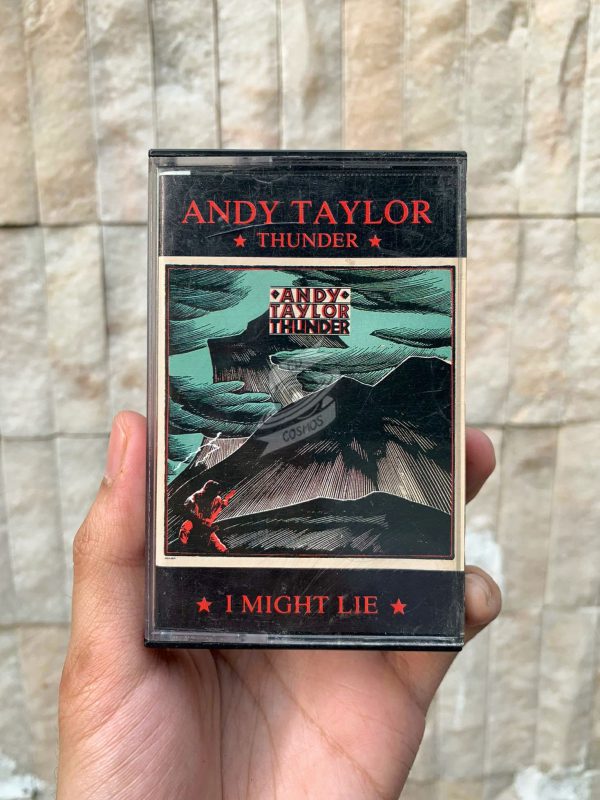 ANDY TAYLOR
★ THUNDER ★
◆ANDY◆
TAYLOR
THUNDER
COSMOS
★ I MIGHT LIE ★